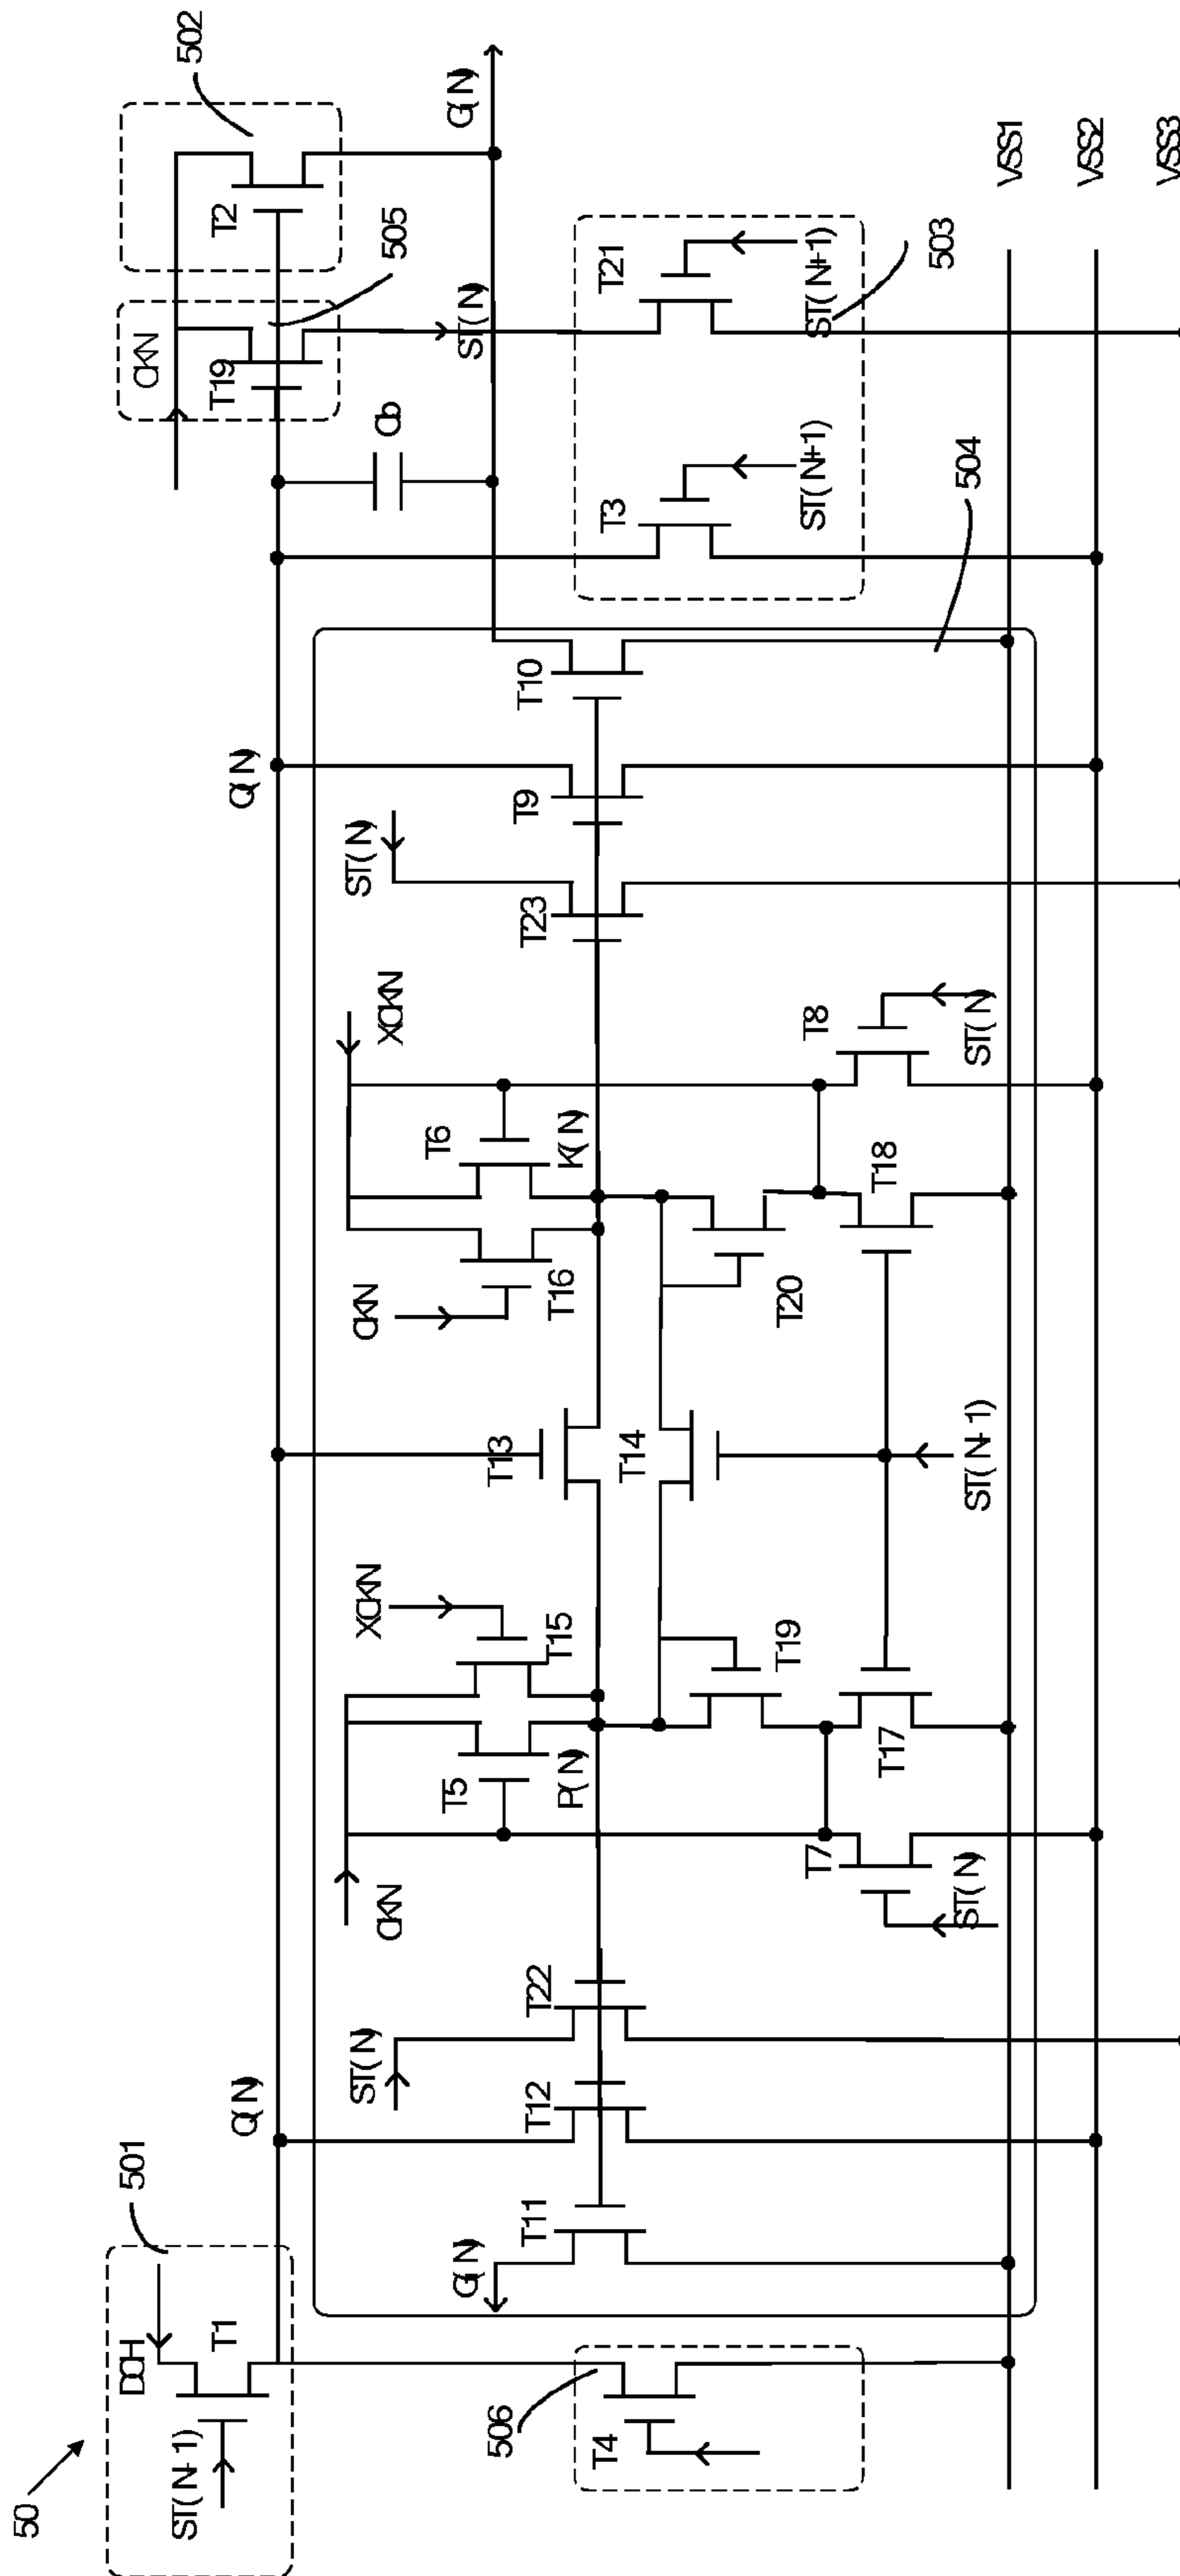 50
501
DCH
CKN
ST(N-1)
502
T1
T19
T2
Q(N)
Q(N)
ST(N)
XCKN
CKN
ST(N)
CKN
XCKN
Cb
505
G(N)
T5
T6
ST(N)
G(N)
506
T13
T11
T12
T22
T23
T9
T10
P(N)
T15
T16
K(N)
T4
T14
T3
T21
T19
T20
T7
T8
ST(N+1)
ST(N+1)
T17
T18
503
ST(N)
ST(N-1)
ST(N)
504
VSS1
VSS2
VSS3